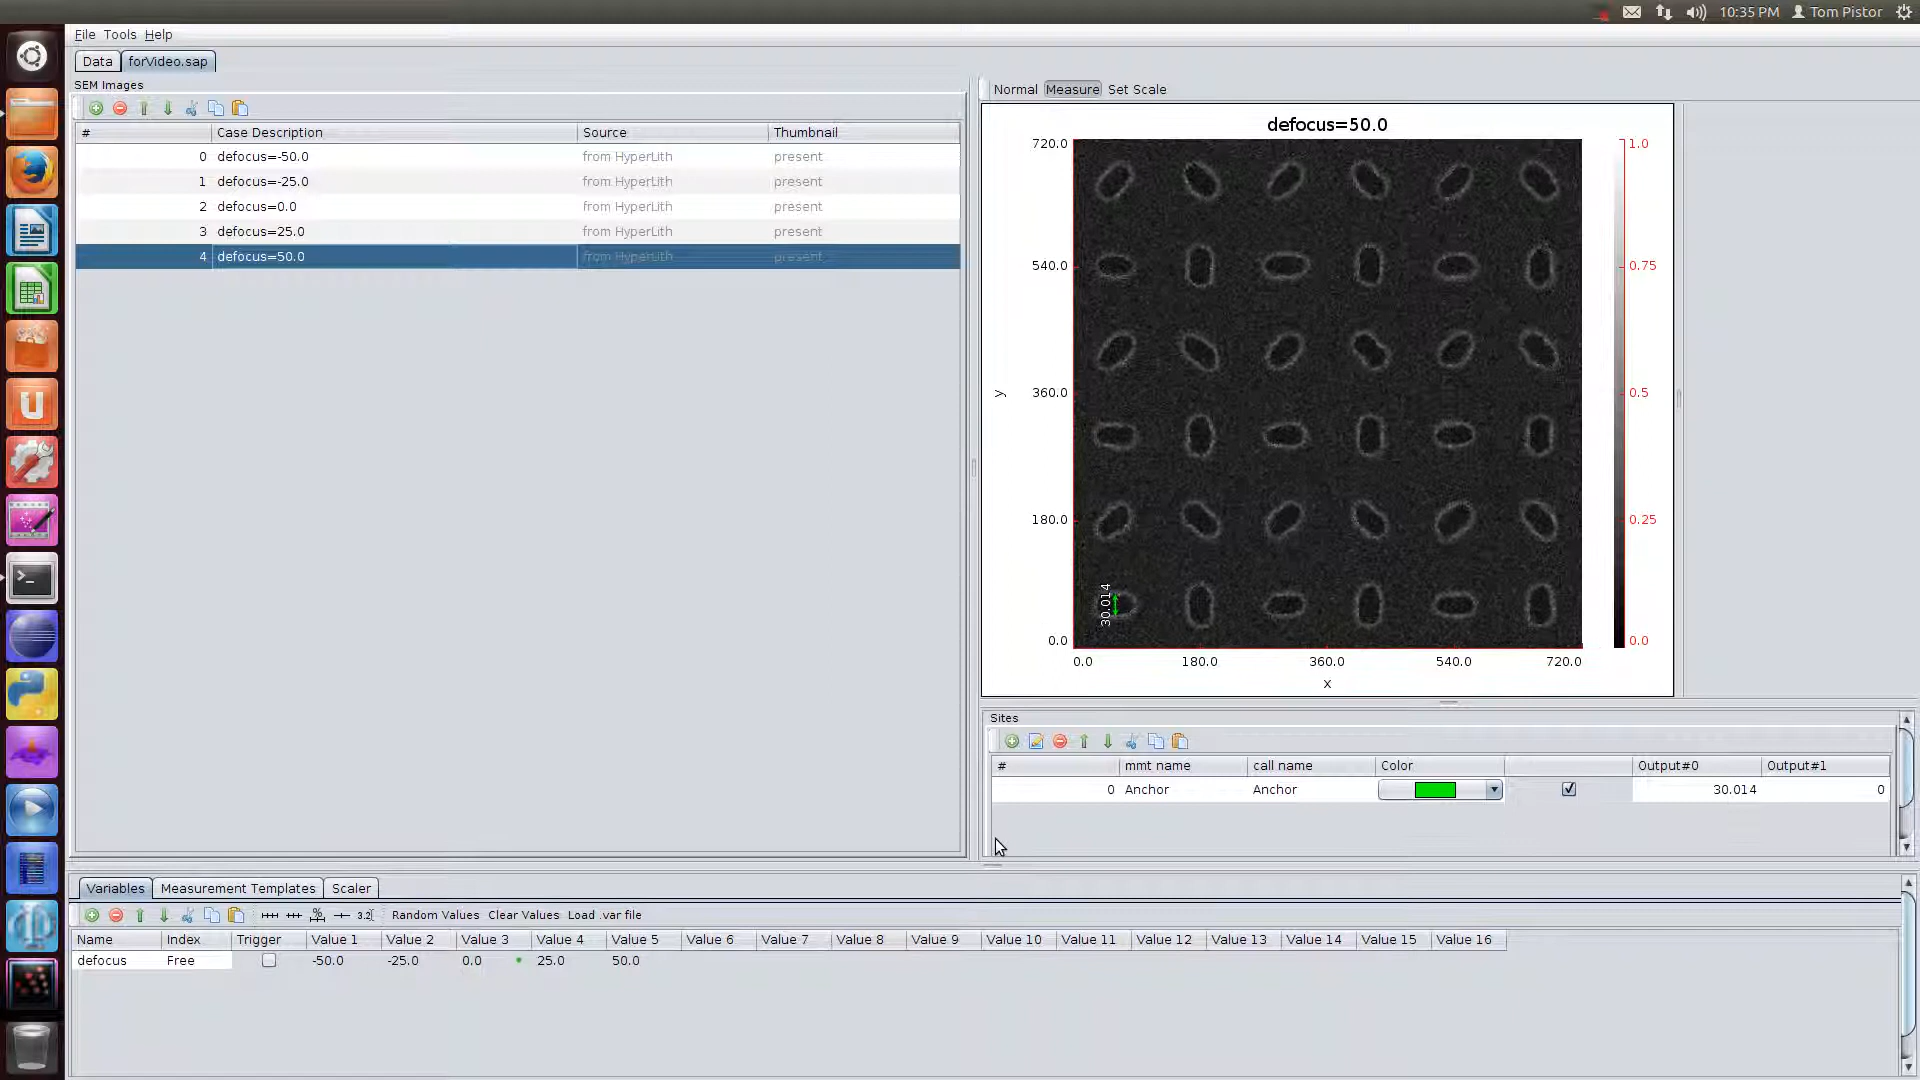 10:35 PM Tom Pistor
File Tools Help
Data forVideo.sap
SEM Images
# Case Description Source Thumbnail
0 defocus=-50.0 from HyperLith present
1 defocus=-25.0 from HyperLith present
2 defocus=0.0 from HyperLith present
3 defocus=25.0 from HyperLith present
4 defocus=50.0 from HyperLith present
Normal Measure Set Scale
defocus=50.0
720.0
540.0
360.0
180.0
0.0
y
30.014
0.0 180.0 360.0 540.0 720.0
x
1.0
0.75
0.5
0.25
0.0
Sites
# mmt name call name Color Output#0 Output#1
0 Anchor Anchor 30.014 0
Variables Measurement Templates Scaler
% 3.2 Random Values Clear Values Load .var file
Name Index Trigger Value 1 Value 2 Value 3 Value 4 Value 5 Value 6 Value 7 Value 8 Value 9 Value 10 Value 11 Value 12 Value 13 Value 14 Value 15 Value 16
defocus Free -50.0 -25.0 0.0 25.0 50.0